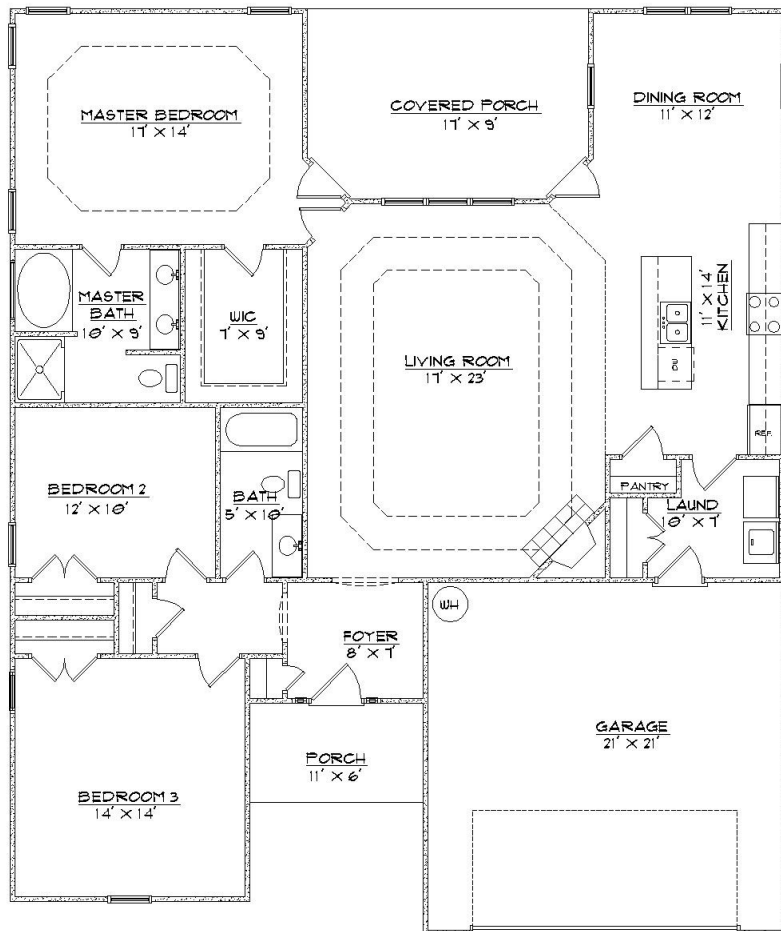 MASTER BEDROOM
17' X 14'
COVERED PORCH
17' X 9'
DINING ROOM
11' X 12'
MASTER
BATH
10' X 9'
WIC
7' X 9'
LIVING ROOM
17' X 23'
KITCHEN
11' X 14'
DW
REF.
BEDROOM 2
12' X 10'
BATH
5' X 10'
PANTRY
LAUND
10' X 7'
WH
FOYER
8' X 7'
GARAGE
21' X 21'
PORCH
11' X 6'
BEDROOM 3
14' X 14'